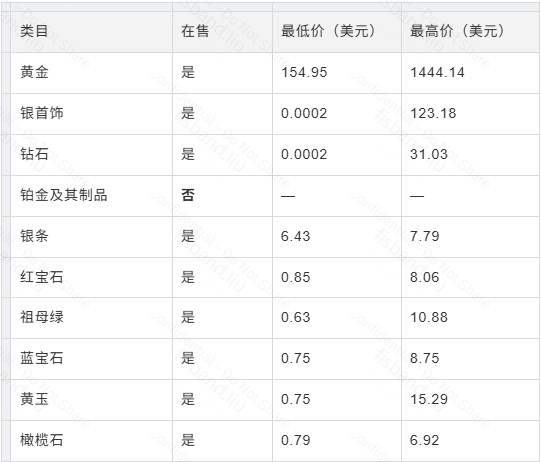 类目 在售 最低价（美元） 最高价（美元）
黄金 是 154.95 1444.14
银首饰 是 0.0002 123.18
钻石 是 0.0002 31.03
铂金及其制品 否 — —
银条 是 6.43 7.79
红宝石 是 0.85 8.06
祖母绿 是 0.63 10.88
蓝宝石 是 0.75 8.75
黄玉 是 0.75 15.29
橄榄石 是 0.79 6.92